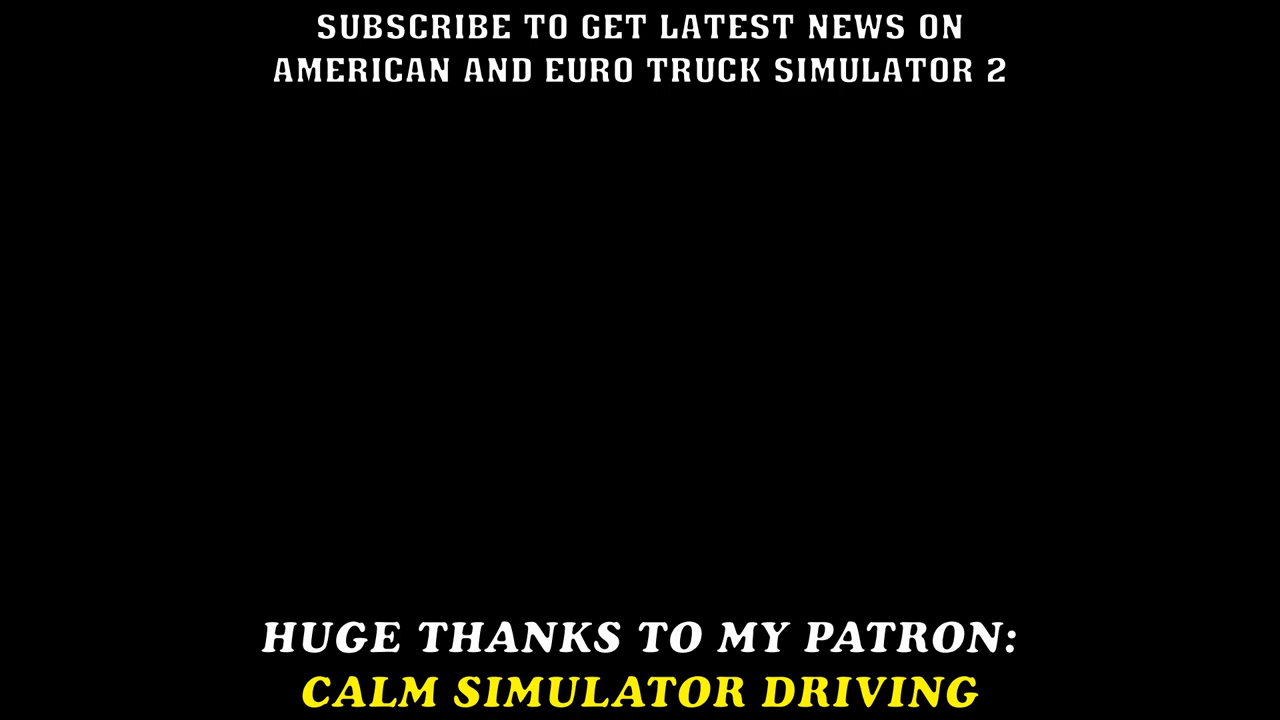 SUBSCRIBE TO GET LATEST NEWS ON
AMERICAN AND EURO TRUCK SIMULATOR 2
HUGE THANKS TO MY PATRON:
CALM SIMULATOR DRIVING